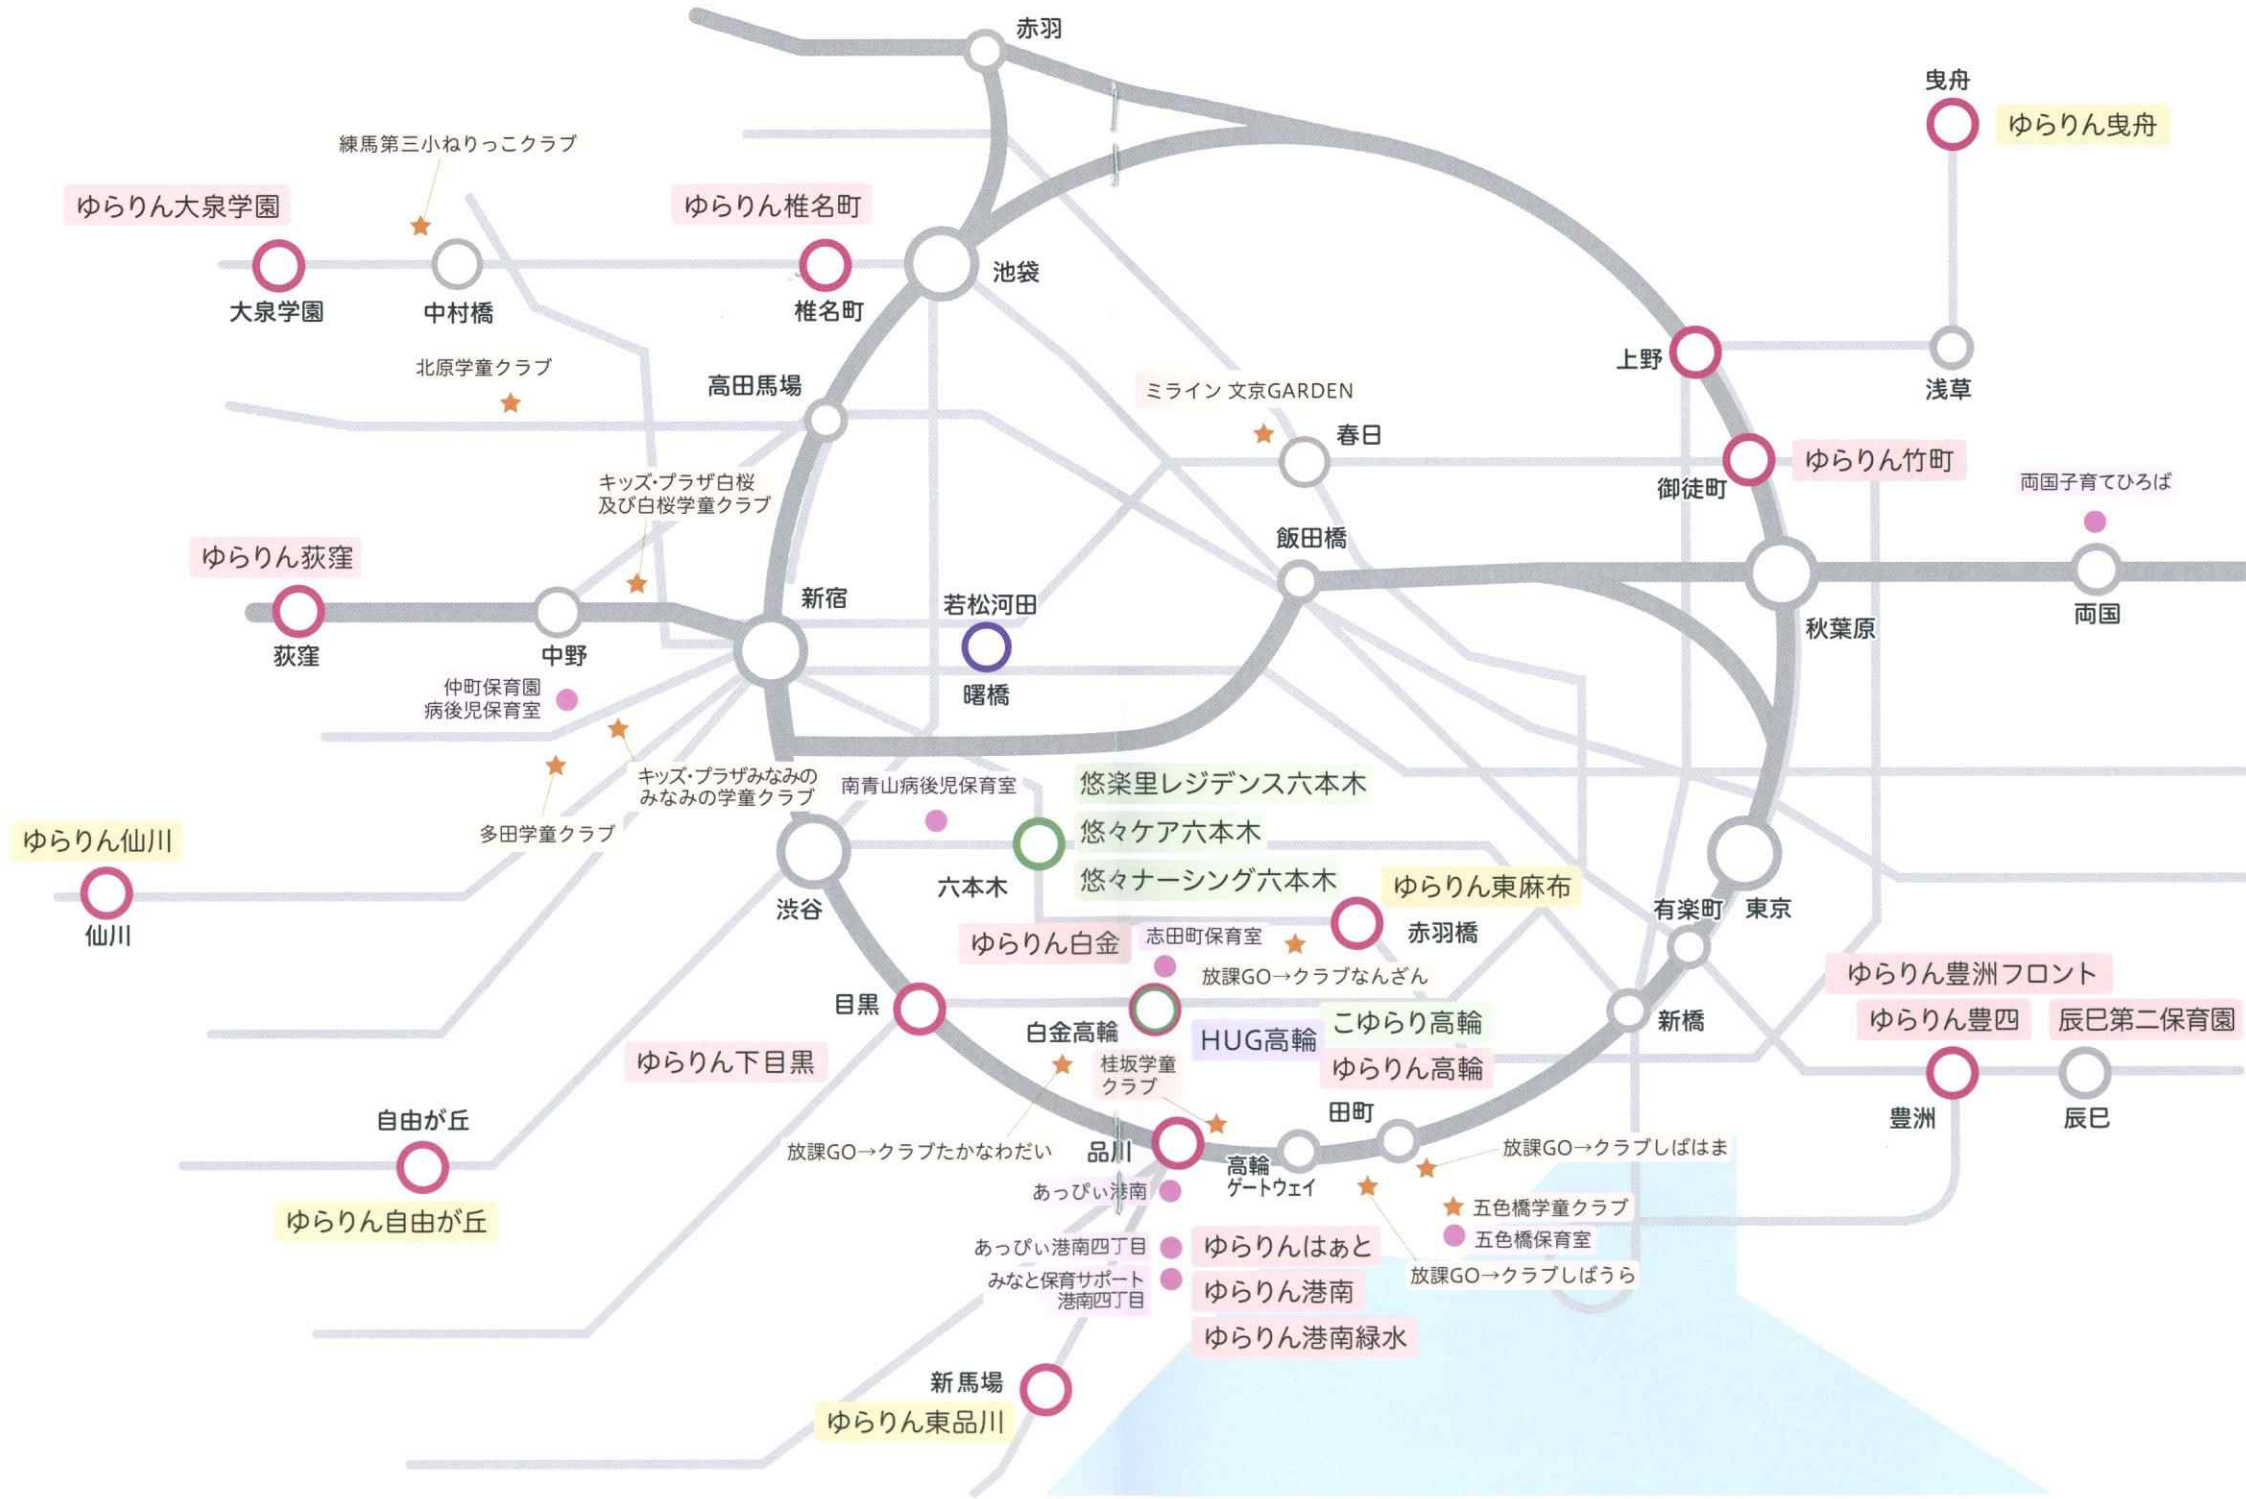 赤羽
曳舟
ゆらりん曳舟
練馬第三小ねりっこクラブ
ゆらりん大泉学園
ゆらりん椎名町
池袋
大泉学園
中村橋
椎名町
上野
浅草
北原学童クラブ
高田馬場
ミライン 文京GARDEN
春日
ゆらりん竹町
御徒町
両国子育てひろば
キッズ・プラザ白桜
及び白桜学童クラブ
飯田橋
ゆらりん荻窪
新宿
若松河田
秋葉原
両国
荻窪
中野
曙橋
仲町保育園
病後児保育室
キッズ・プラザみなみの
みなみの学童クラブ
多田学童クラブ
南青山病後児保育室
悠楽里レジデンス六本木
悠々ケア六本木
悠々ナーシング六本木
六本木
ゆらりん仙川
仙川
渋谷
ゆらりん東麻布
赤羽橋
有楽町
東京
ゆらりん白金
志田町保育室
放課GO→クラブなんざん
目黒
白金高輪
HUG高輪
こゆらり高輪
ゆらりん高輪
新橋
ゆらりん豊洲フロント
ゆらりん豊四
辰巳第二保育園
豊洲
辰巳
ゆらりん下目黒
桂坂学童
クラブ
田町
自由が丘
ゆらりん自由が丘
放課GO→クラブたかなわだい
品川
高輪
ゲートウェイ
放課GO→クラブしばはま
あっぴぃ港南
五色橋学童クラブ
五色橋保育室
放課GO→クラブしばうら
あっぴぃ港南四丁目
みなと保育サポート
港南四丁目
ゆらりんはぁと
ゆらりん港南
ゆらりん港南緑水
新馬場
ゆらりん東品川